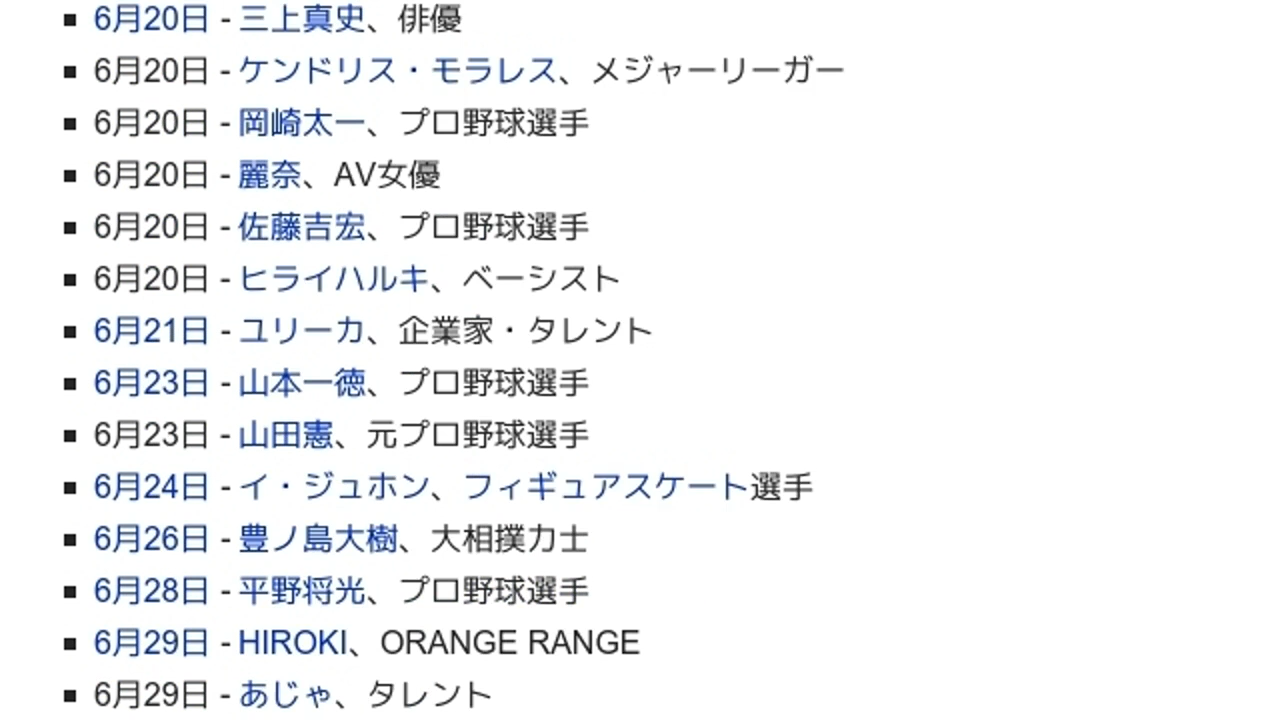 6月20日 - 三上真史、俳優
6月20日 - ケンドリス・モラレス、メジャーリーガー
6月20日 - 岡崎太一、プロ野球選手
6月20日 - 麗奈、AV女優
6月20日 - 佐藤吉宏、プロ野球選手
6月20日 - ヒライハルキ、ベーシスト
6月21日 - ユリーカ、企業家・タレント
6月23日 - 山本一徳、プロ野球選手
6月23日 - 山田憲、元プロ野球選手
6月24日 - イ・ジュホン、フィギュアスケート選手
6月26日 - 豊ノ島大樹、大相撲力士
6月28日 - 平野将光、プロ野球選手
6月29日 - HIROKI、ORANGE RANGE
6月29日 - あじゃ、タレント